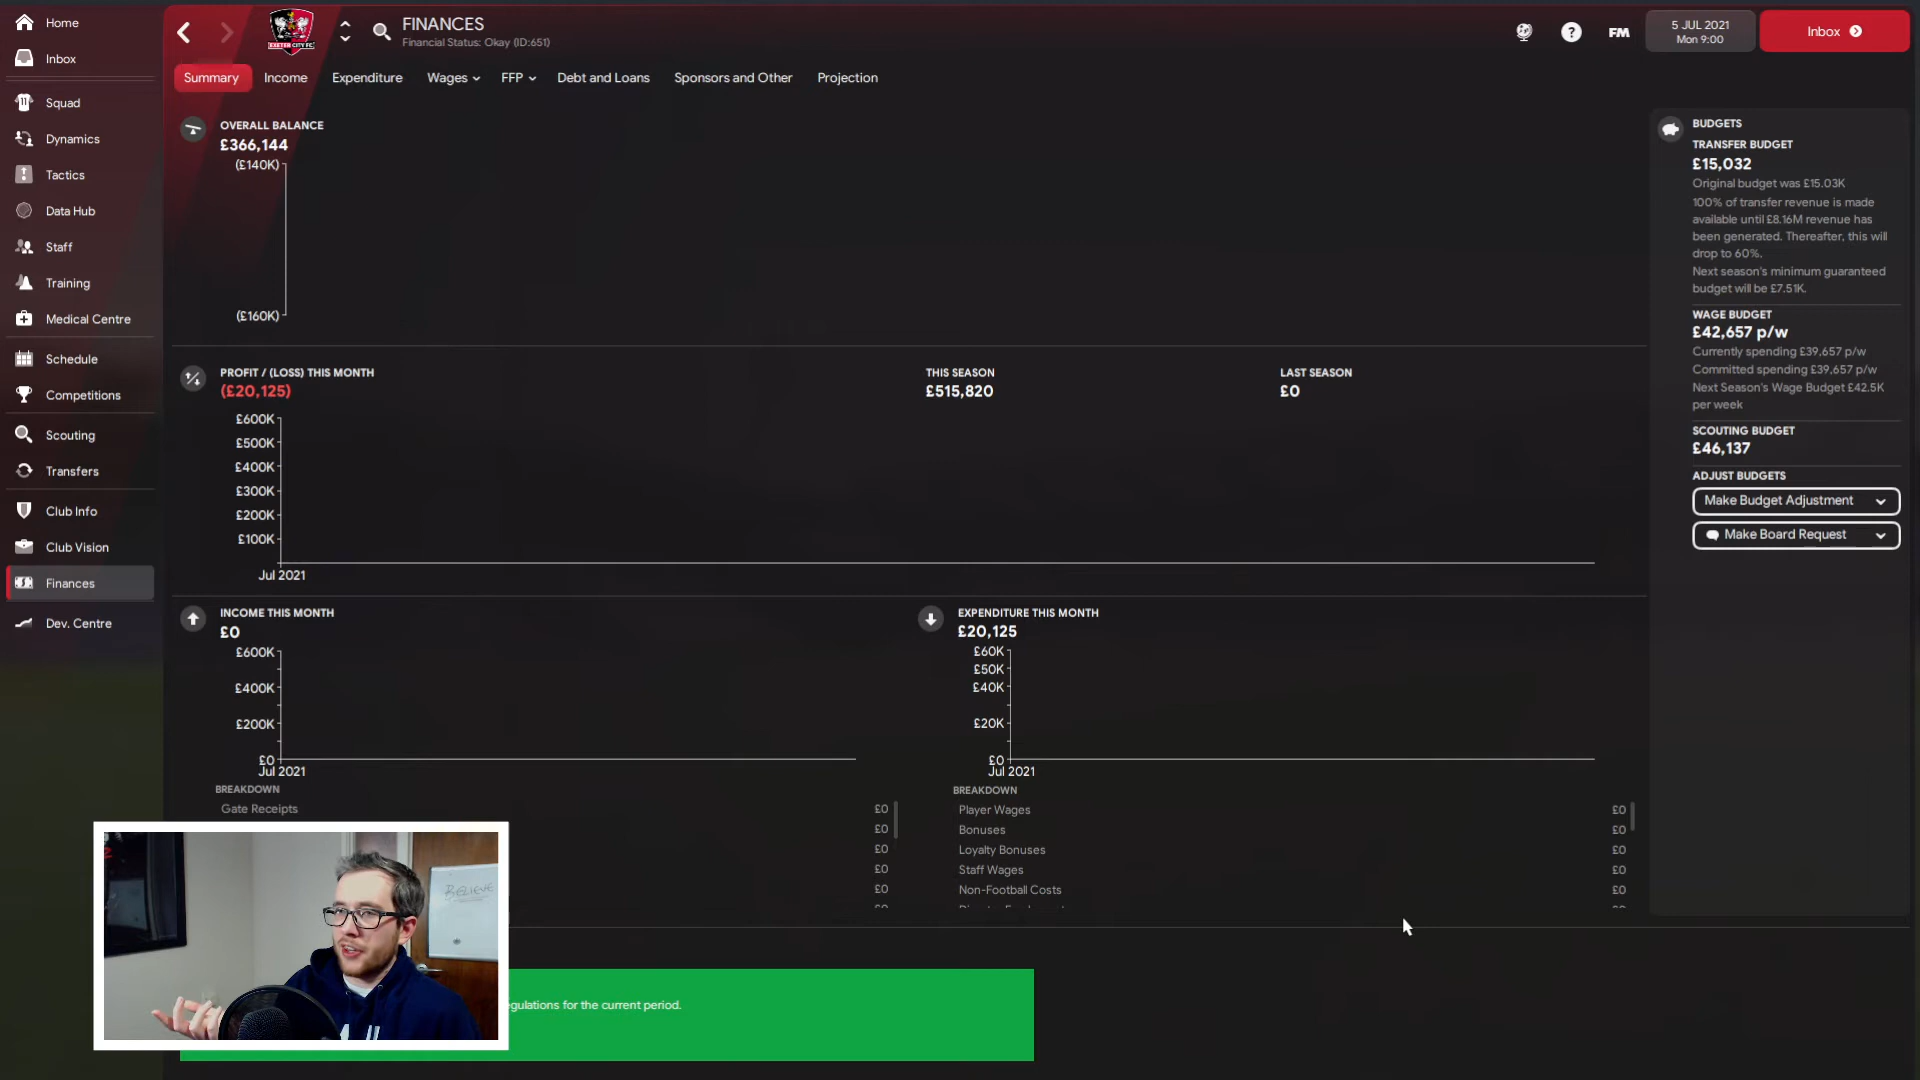 Home
Inbox
Squad
Dynamics
Tactics
Data Hub
Staff
Training
Medical Centre
Schedule
Competitions
Scouting
Transfers
Club Info
Club Vision
Finances
Dev. Centre
EXETER CITY FC
FINANCES
Financial Status: Okay (ID:651)
FM
5 JUL 2021
Mon 9:00
Inbox
Summary
Income
Expenditure
Wages
FFP
Debt and Loans
Sponsors and Other
Projection
OVERALL BALANCE
£366,144
(£140K)
(£160K)
PROFIT / (LOSS) THIS MONTH
(£20,125)
THIS SEASON
£515,820
LAST SEASON
£0
£600K
£500K
£400K
£300K
£200K
£100K
Jul 2021
INCOME THIS MONTH
£0
£600K
£400K
£200K
£0
Jul 2021
BREAKDOWN
Gate Receipts £0
£0
£0
£0
£0
EXPENDITURE THIS MONTH
£20,125
£60K
£50K
£40K
£20K
£0
Jul 2021
BREAKDOWN
Player Wages £0
Bonuses £0
Loyalty Bonuses £0
Staff Wages £0
Non-Football Costs £0
BUDGETS
TRANSFER BUDGET
£15,032
Original budget was £15.03K
100% of transfer revenue is made
available until £8.16M revenue has
been generated. Thereafter, this will
drop to 60%.
Next season's minimum guaranteed
budget will be £7.51K.
WAGE BUDGET
£42,657 p/w
Currently spending £39,657 p/w
Committed spending £39,657 p/w
Next Season's Wage Budget £42.5K
per week
SCOUTING BUDGET
£46,137
ADJUST BUDGETS
Make Budget Adjustment
Make Board Request
BELIEVE
egulations for the current period.